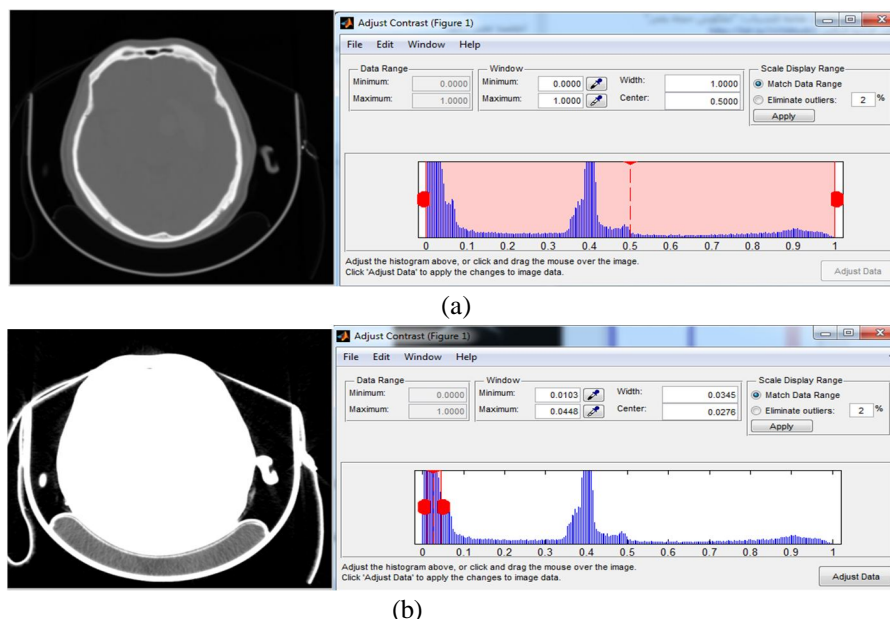 Adjust Contrast (Figure 1)
File Edit Window Help
Data Range
Minimum: 0.0000
Maximum: 1.0000
Window
Minimum: 0.0000 Width: 1.0000
Maximum: 1.0000 Center: 0.5000
Scale Display Range
Match Data Range
Eliminate outliers: 2 %
Apply
0 0.1 0.2 0.3 0.4 0.5 0.6 0.7 0.8 0.9 1
Adjust the histogram above, or click and drag the mouse over the image.
Click 'Adjust Data' to apply the changes to image data.
Adjust Data
(a)
Adjust Contrast (Figure 1)
File Edit Window Help
Data Range
Minimum: 0.0000
Maximum: 1.0000
Window
Minimum: 0.0103 Width: 0.0345
Maximum: 0.0448 Center: 0.0276
Scale Display Range
Match Data Range
Eliminate outliers: 2 %
Apply
0 0.1 0.2 0.3 0.4 0.5 0.6 0.7 0.8 0.9 1
Adjust the histogram above, or click and drag the mouse over the image.
Click 'Adjust Data' to apply the changes to image data.
Adjust Data
(b)